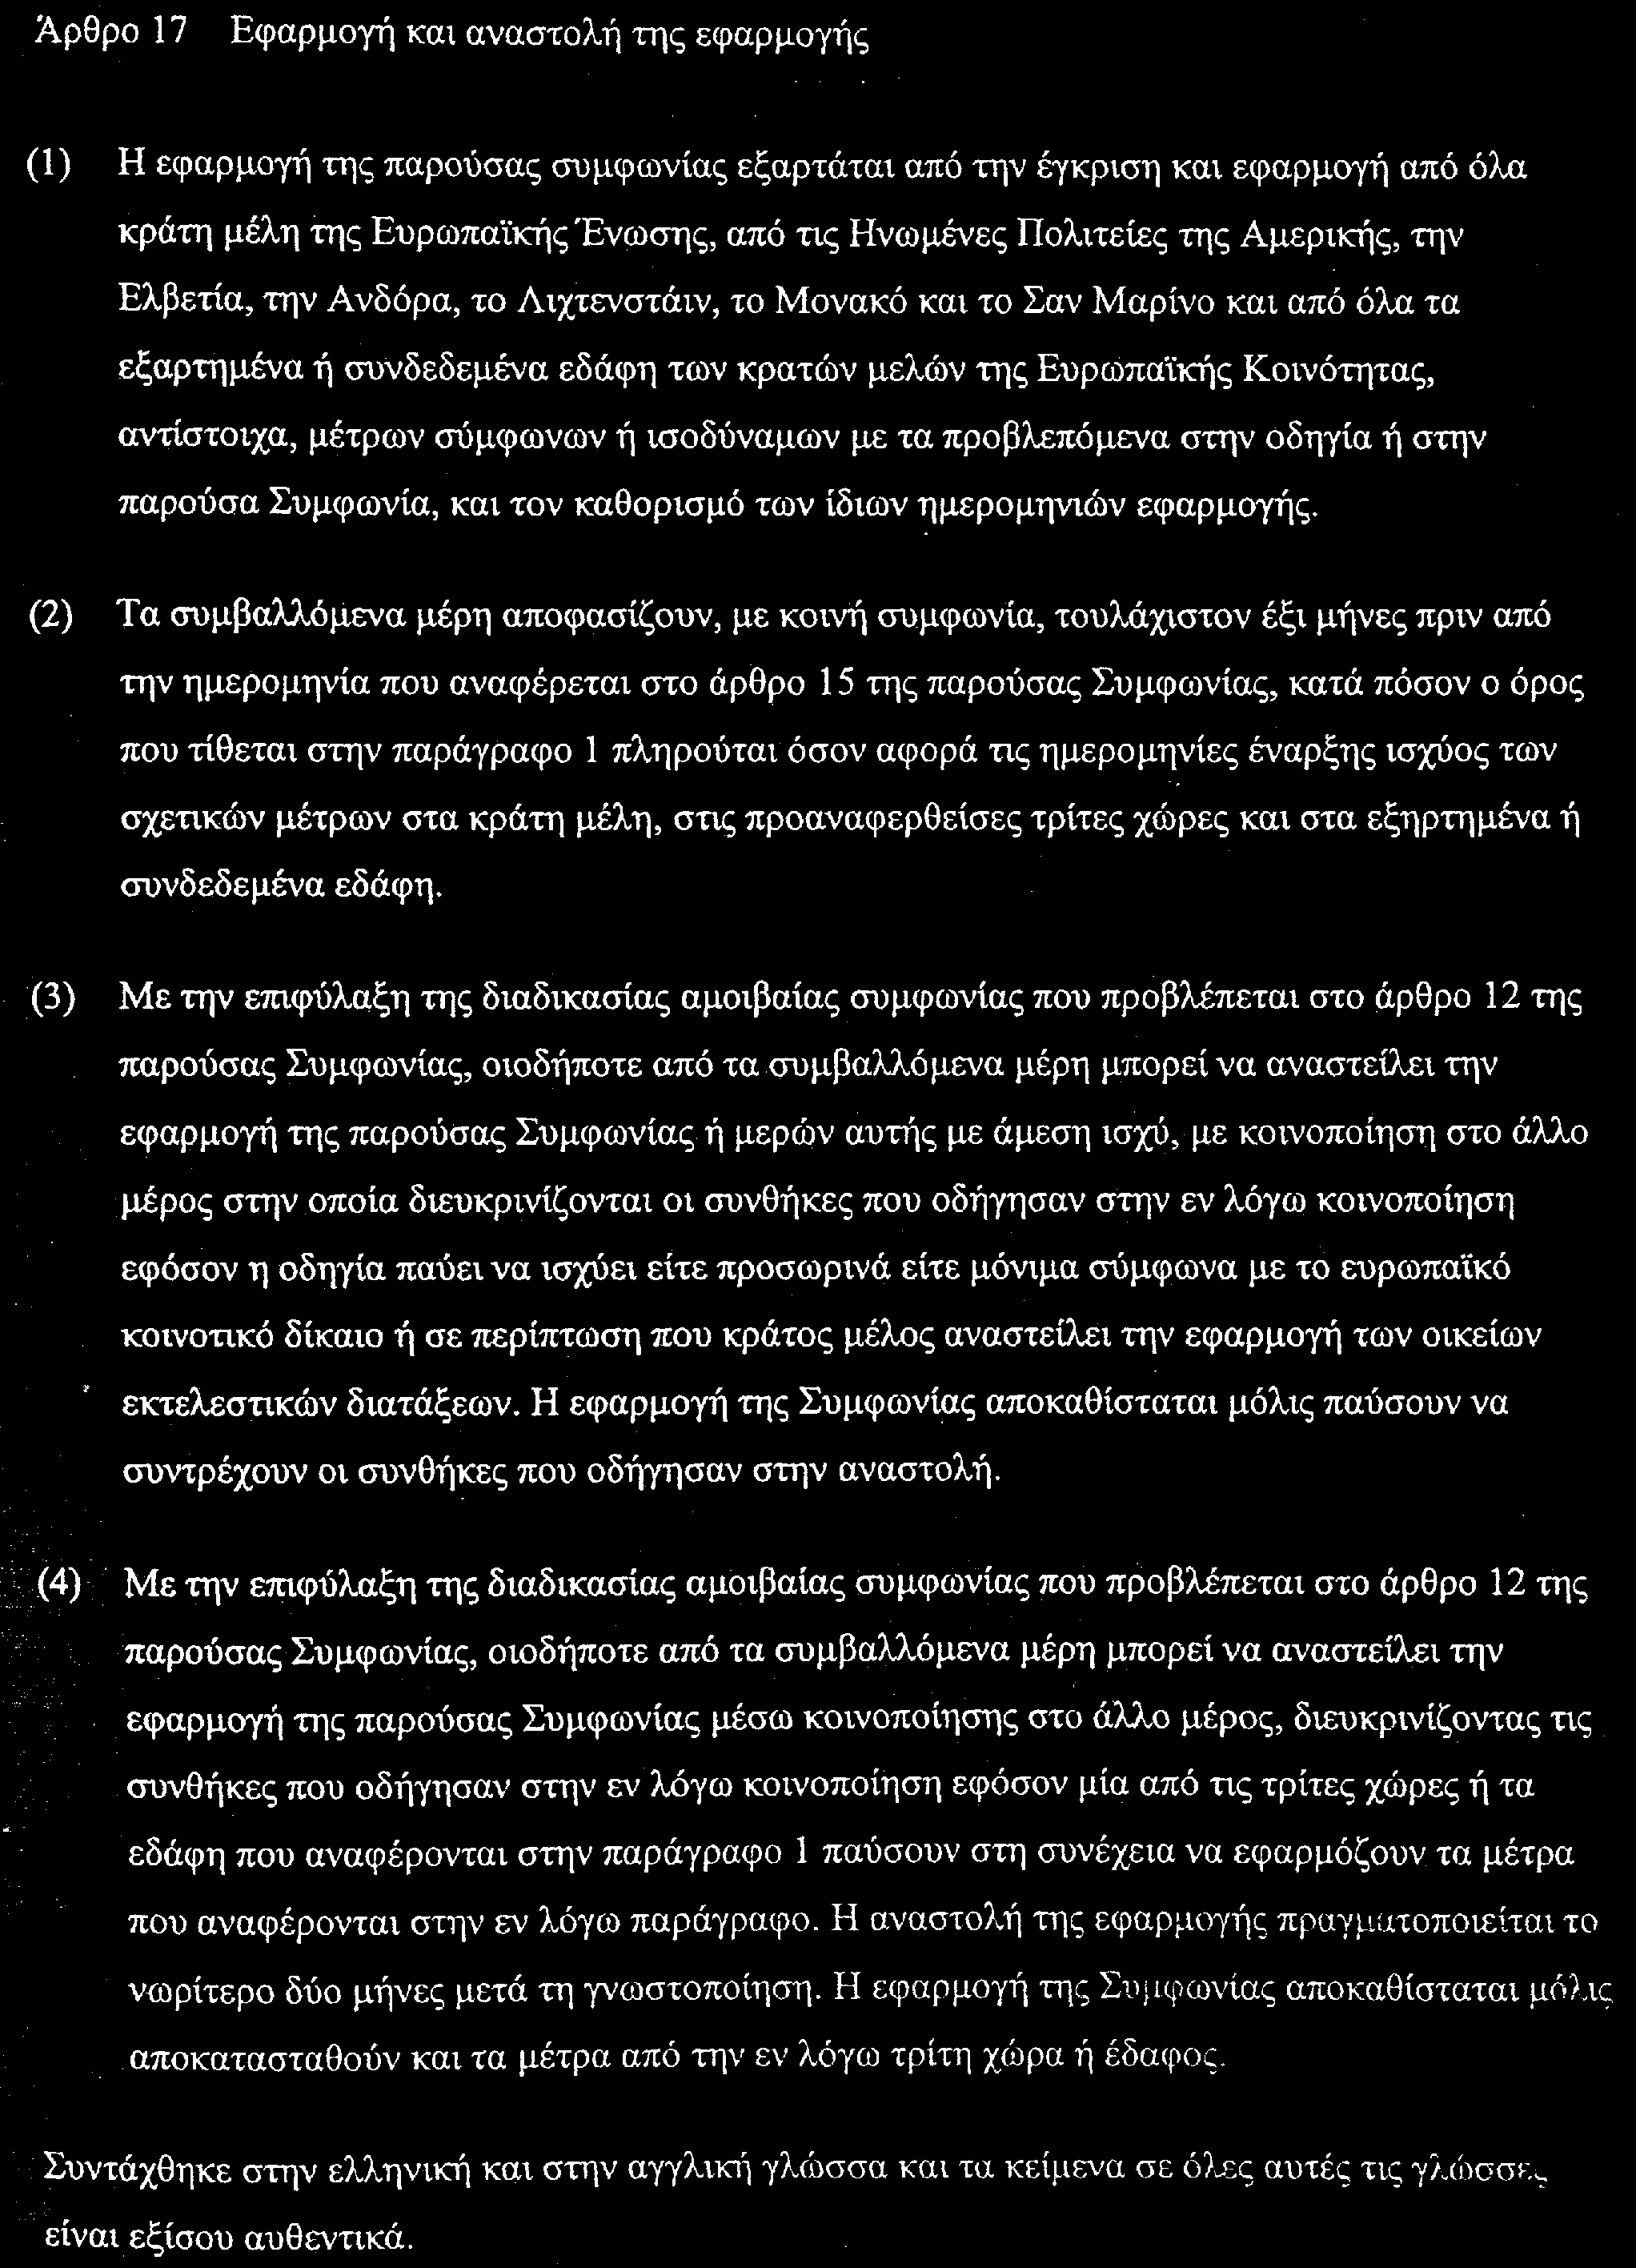 Άρθρο 17 Εφαρμογή και αναστολή της εφαρμογής
(1) Η εφαρμογή της παρούσας συμφωνίας εξαρτάται από την έγκριση και εφαρμογή από όλα
κράτη μέλη της Ευρωπαϊκής Ένωσης, από τις Ηνωμένες Πολιτείες της Αμερικής, την
Ελβετία, την Ανδόρα, το Λιχτενστάιν, το Μονακό και το Σαν Μαρίνο και από όλα τα
εξαρτημένα ή συνδεδεμένα εδάφη των κρατών μελών της Ευρωπαϊκής Κοινότητας,
αντίστοιχα, μέτρων σύμφωνων ή ισοδύναμων με τα προβλεπόμενα στην οδηγία ή στην
παρούσα Συμφωνία, και τον καθορισμό των ίδιων ημερομηνιών εφαρμογής.
(2) Τα συμβαλλόμενα μέρη αποφασίζουν, με κοινή συμφωνία, τουλάχιστον έξι μήνες πριν από
την ημερομηνία που αναφέρεται στο άρθρο 15 της παρούσας Συμφωνίας, κατά πόσον ο όρος
που τίθεται στην παράγραφο 1 πληρούται όσον αφορά τις ημερομηνίες έναρξης ισχύος των
σχετικών μέτρων στα κράτη μέλη, στις προαναφερθείσες τρίτες χώρες και στα εξηρτημένα ή
συνδεδεμένα εδάφη.
(3) Με την επιφύλαξη της διαδικασίας αμοιβαίας συμφωνίας που προβλέπεται στο άρθρο 12 της
παρούσας Συμφωνίας, οιοδήποτε από τα συμβαλλόμενα μέρη μπορεί να αναστείλει την
εφαρμογή της παρούσας Συμφωνίας ή μερών αυτής με άμεση ισχύ, με κοινοποίηση στο άλλο
μέρος στην οποία διευκρινίζονται οι συνθήκες που οδήγησαν στην εν λόγω κοινοποίηση
εφόσον η οδηγία παύει να ισχύει είτε προσωρινά είτε μόνιμα σύμφωνα με το ευρωπαϊκό
κοινοτικό δίκαιο ή σε περίπτωση που κράτος μέλος αναστείλει την εφαρμογή των οικείων
εκτελεστικών διατάξεων. Η εφαρμογή της Συμφωνίας αποκαθίσταται μόλις παύσουν να
συντρέχουν οι συνθήκες που οδήγησαν στην αναστολή.
(4) Με την επιφύλαξη της διαδικασίας αμοιβαίας συμφωνίας που προβλέπεται στο άρθρο 12 της
παρούσας Συμφωνίας, οιοδήποτε από τα συμβαλλόμενα μέρη μπορεί να αναστείλει την
εφαρμογή της παρούσας Συμφωνίας μέσω κοινοποίησης στο άλλο μέρος, διευκρινίζοντας τις
συνθήκες που οδήγησαν στην εν λόγω κοινοποίηση εφόσον μία από τις τρίτες χώρες ή τα
εδάφη που αναφέρονται στην παράγραφο 1 παύσουν στη συνέχεια να εφαρμόζουν τα μέτρα
που αναφέρονται στην εν λόγω παράγραφο. Η αναστολή της εφαρμογής πραγματοποιείται το
νωρίτερο δύο μήνες μετά τη γνωστοποίηση. Η εφαρμογή της Συμφωνίας αποκαθίσταται μόλις
αποκατασταθούν και τα μέτρα από την εν λόγω τρίτη χώρα ή έδαφος.
Συντάχθηκε στην ελληνική και στην αγγλική γλώσσα και τα κείμενα σε όλες αυτές τις γλώσσες
είναι εξίσου αυθεντικά.